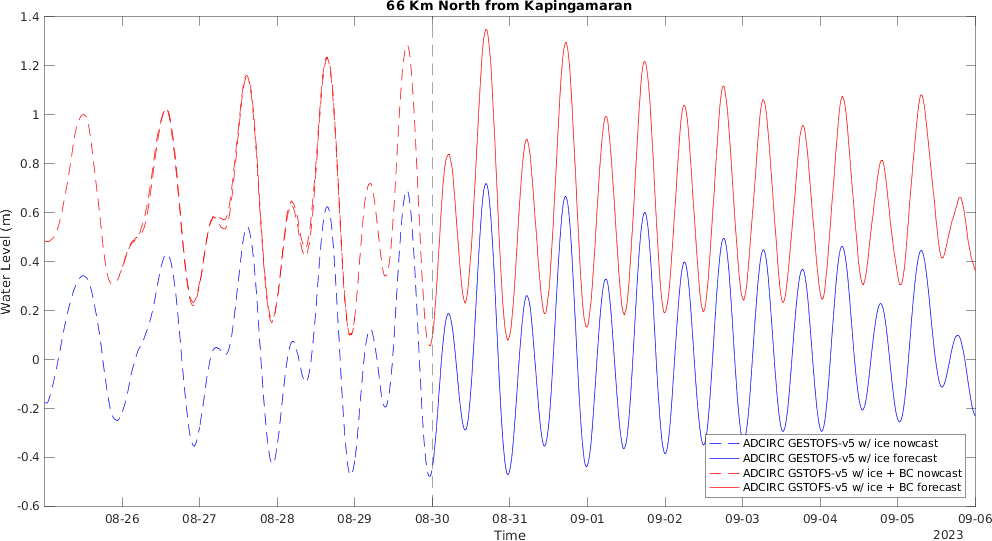 66 Km North from Kapingamaran
1.4
1.2
1
0.8
0.6
0.4
0.2
0
-0.2
-0.4
-0.6
Water Level (m)
ADCIRC GESTOFS-v5 w/ ice nowcast
ADCIRC GESTOFS-v5 w/ ice forecast
ADCIRC GSTOFS-v5 w/ ice + BC nowcast
ADCIRC GSTOFS-v5 w/ ice + BC forecast
08-26 08-27 08-28 08-29 08-30 08-31 09-01 09-02 09-03 09-04 09-05 09-06
Time
2023